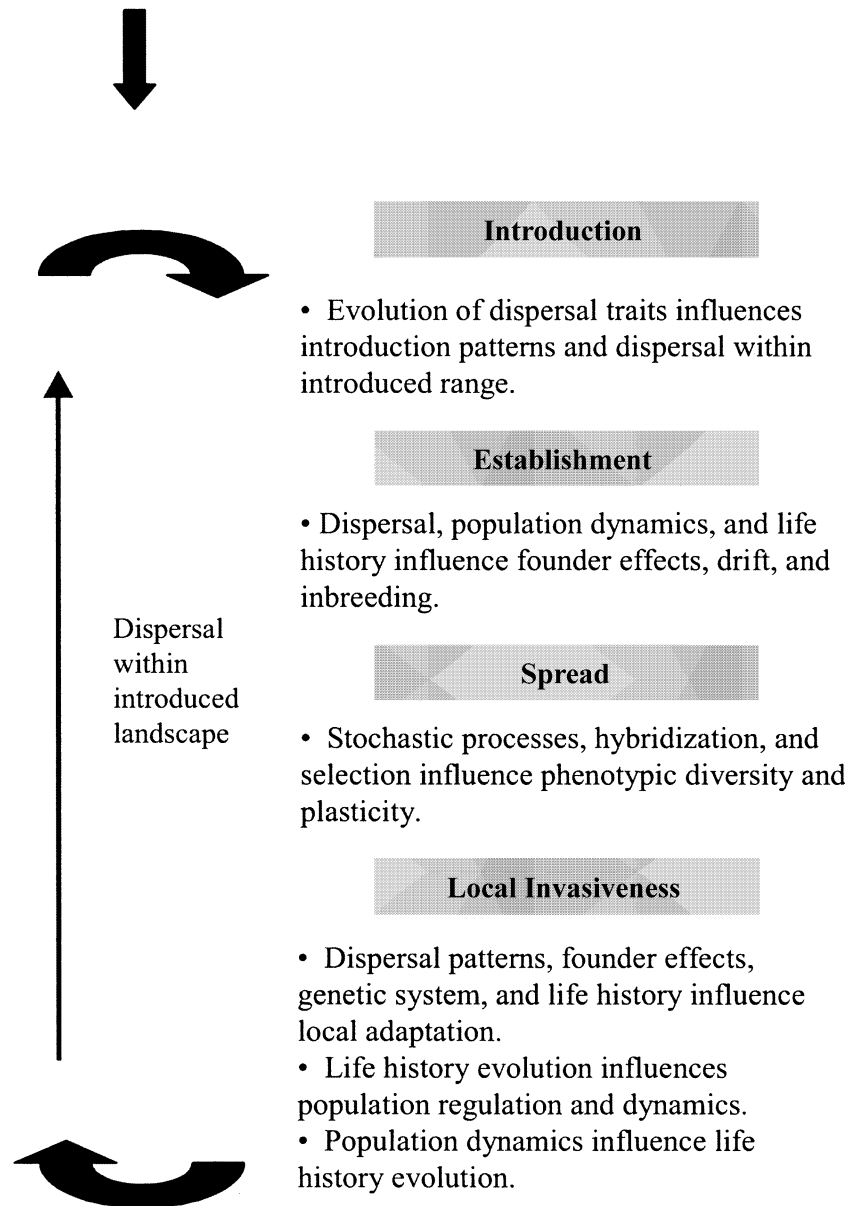 Introduction
• Evolution of dispersal traits influences
introduction patterns and dispersal within
introduced range.
Establishment
• Dispersal, population dynamics, and life
history influence founder effects, drift, and
inbreeding.
Dispersal
within
introduced
landscape
Spread
• Stochastic processes, hybridization, and
selection influence phenotypic diversity and
plasticity.
Local Invasiveness
• Dispersal patterns, founder effects,
genetic system, and life history influence
local adaptation.
• Life history evolution influences
population regulation and dynamics.
• Population dynamics influence life
history evolution.